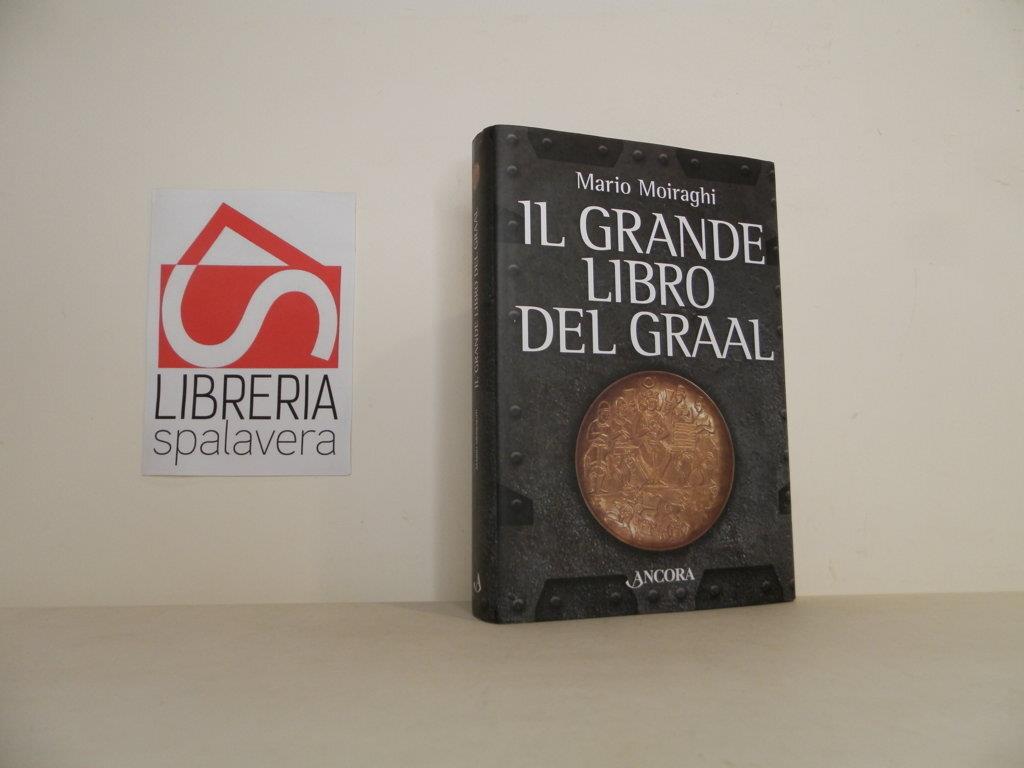 LIBRERIA
spalavera
Mario Moiraghi
IL GRANDE
LIBRO
DEL GRAAL
ANCORA
IL GRANDE LIBRO DEL GRAAL